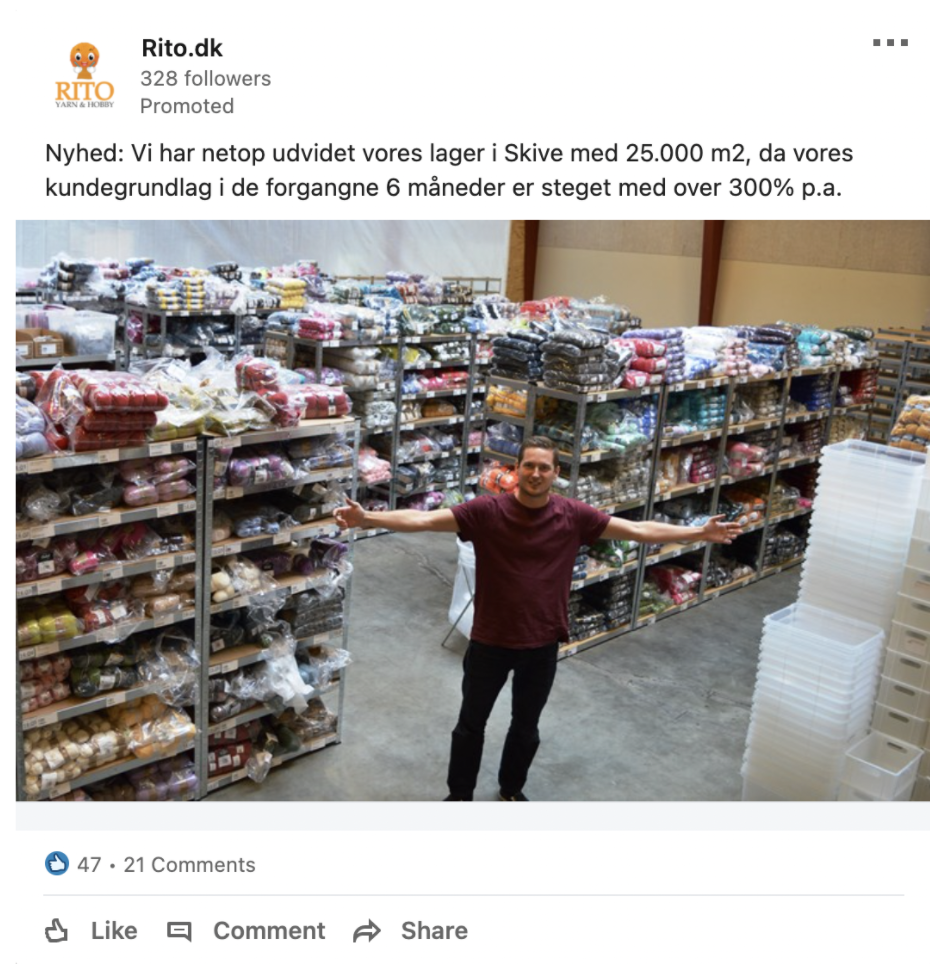 Rito.dk
328 followers
Promoted
RITO
YARN & HOBBY
Nyhed: Vi har netop udvidet vores lager i Skive med 25.000 m2, da vores
kundegrundlag i de forgangne 6 måneder er steget med over 300% p.a.
47 • 21 Comments
Like Comment Share